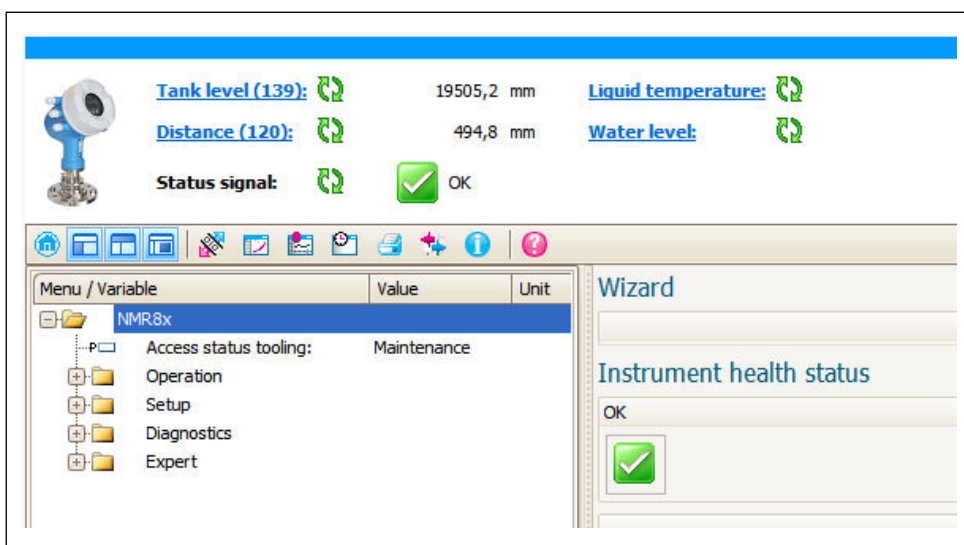 Tank level (139): 19505,2 mm Liquid temperature:
Distance (120): 494,8 mm Water level:
Status signal: OK
Menu / Variable Value Unit
NMR8x
P Access status tooling: Maintenance
Operation
Setup
Diagnostics
Expert
Wizard
Instrument health status
OK